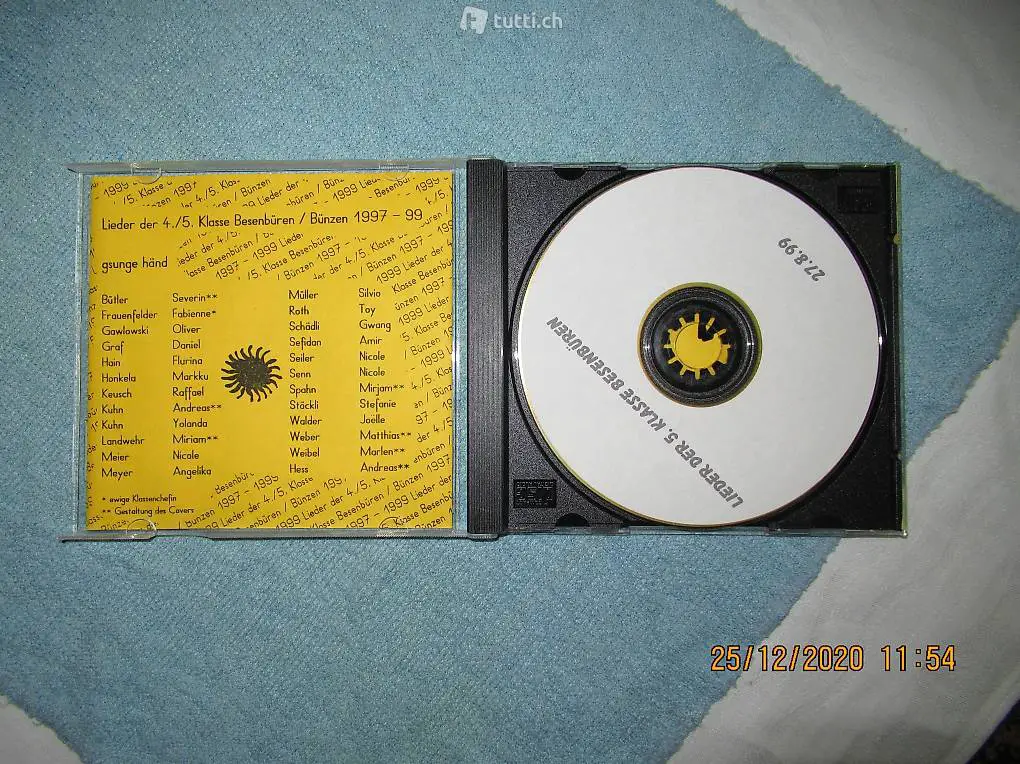 tutti.ch
Lieder der 4./5. Klasse Besenbüren / Bünzen 1997 - 99
gsunge händ
Bütler Severin**
Frauenfelder Fabienne*
Gawlowski Oliver
Graf Daniel
Hain Flurina
Honkela Markku
Keusch Raffael
Kuhn Andreas**
Kuhn Yolanda
Landwehr Miriam**
Meier Nicole
Meyer Angelika
Müller Silvio
Roth Toy
Schädli Gwang
Sefidan Amir
Seiler Nicole
Senn Nicole
Spahn Mirjam**
Stöckli Stefanie
Walder Joëlle
Weber Matthias**
Weibel Marlen**
Hess Andreas**
* ewige Klassenchefin
** Gestaltung des Covers
LIEDER DER 5. KLASSE BESENBÜREN
27.8.99
25/12/2020 11:54